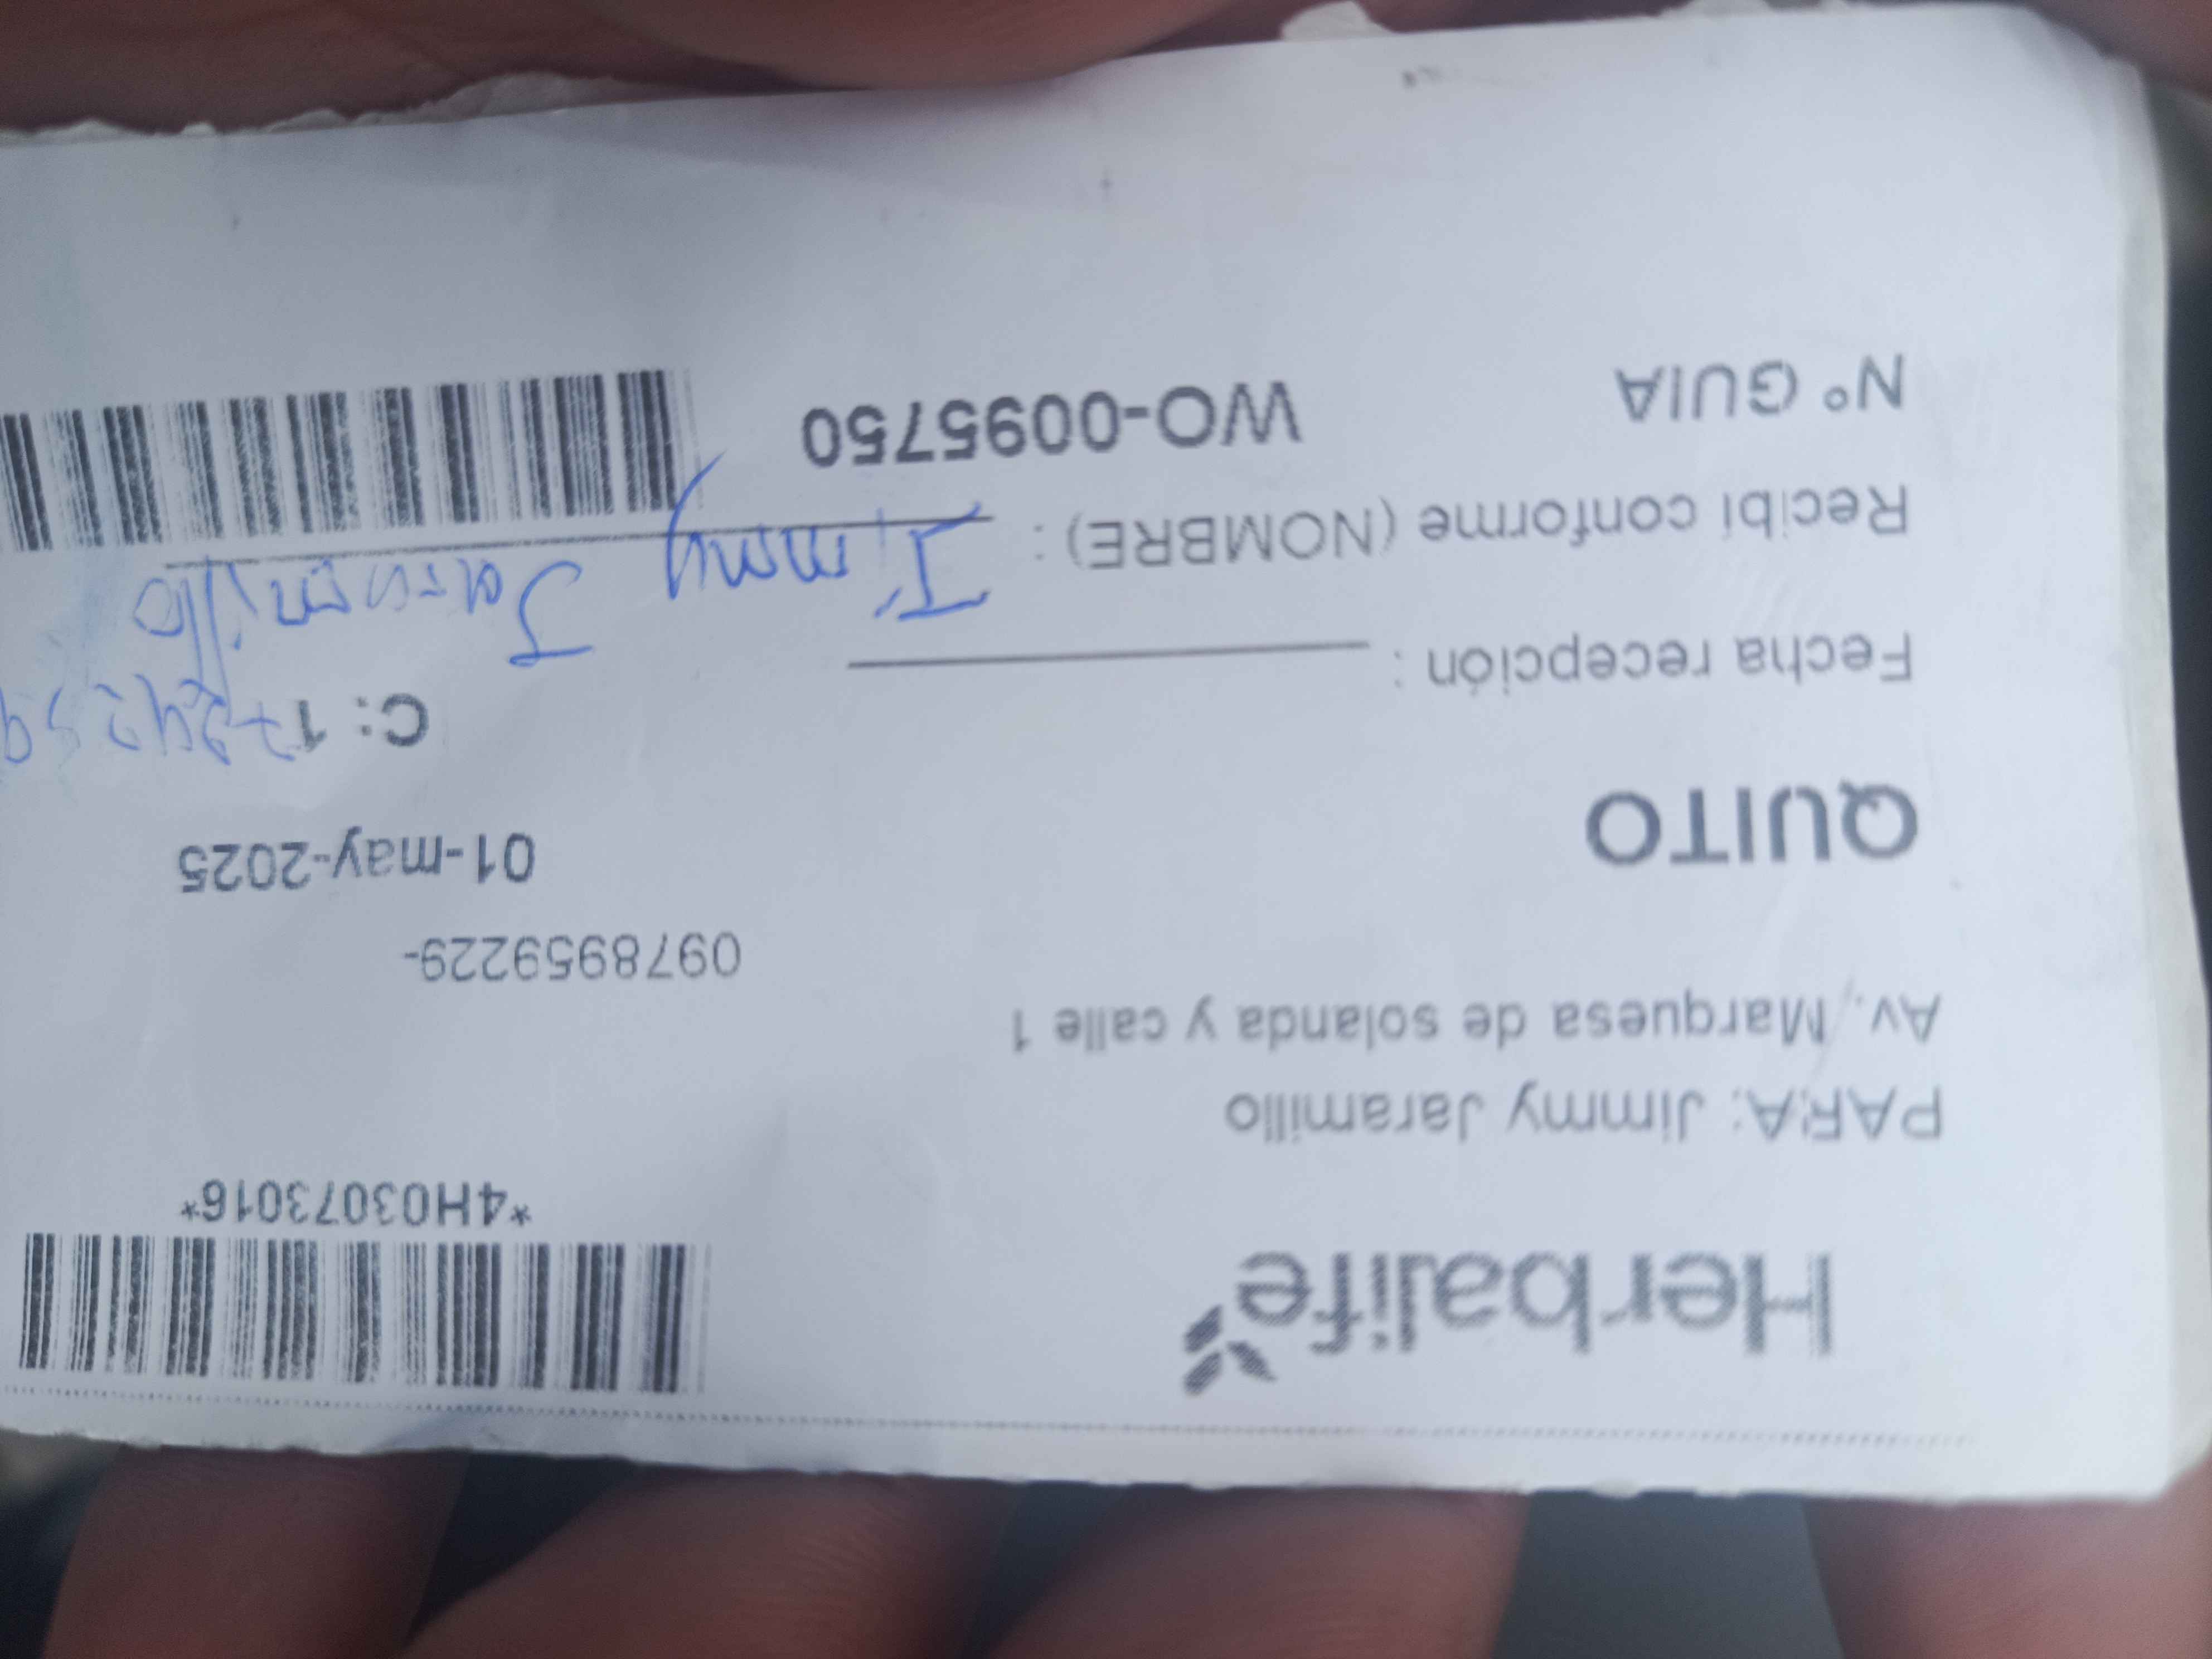 Herbalife
*4H03073016*
PARA: Jimmy Jaramillo
Av. Marquesa de solanda y calle 1
0978959229-
QUITO
01-may-2025
C: 1
Fecha recepción :
Recibi conforme (NOMBRE) : Jimmy Jaramillo
N° GUIA WO-0095750